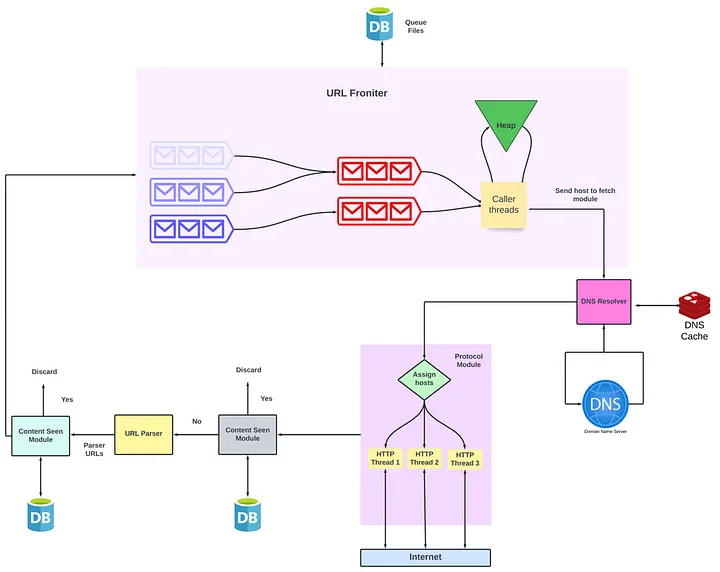 DB
Queue
Files
URL Froniter
Heap
Caller
threads
Send host to fetch
module
DNS Resolver
DNS
Cache
DNS
Domain Name Server
Protocol
Module
Assign
hosts
HTTP
Thread 1
HTTP
Thread 2
HTTP
Thread 3
Internet
Discard
Yes
Content Seen
Module
No
URL Parser
Parser
URLs
Discard
Yes
Content Seen
Module
DB
DB